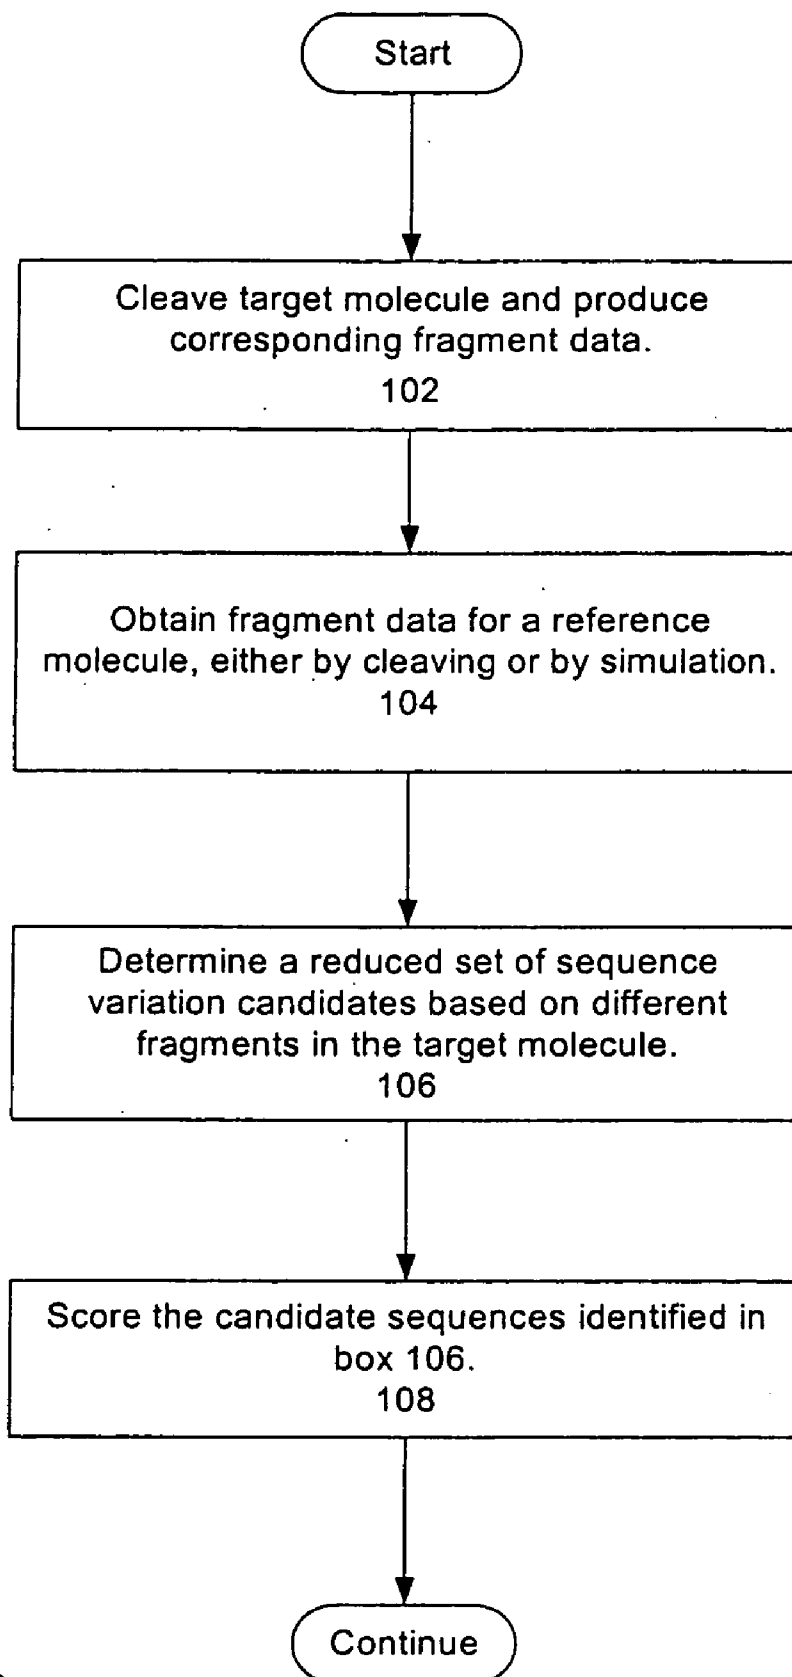 Start
Cleave target molecule and produce
corresponding fragment data.
102
Obtain fragment data for a reference
molecule, either by cleaving or by simulation.
104
Determine a reduced set of sequence
variation candidates based on different
fragments in the target molecule.
106
Score the candidate sequences identified in
box 106.
108
Continue